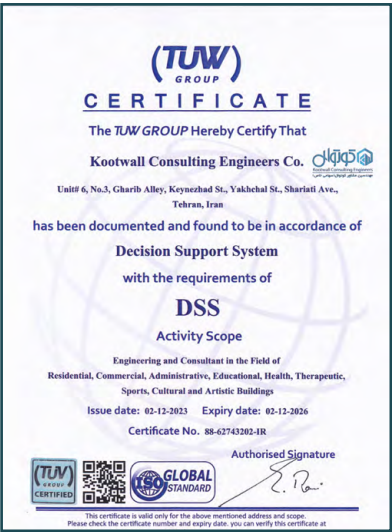 (TUW)
GROUP
CERTIFICATE
The TUW GROUP Hereby Certify That
Kootwall Consulting Engineers Co.
Kootwall Consulting Engineers
Unit# 6, No.3, Gharib Alley, Keynezhad St., Yakhchal St., Shariati Ave.,
Tehran, Iran
has been documented and found to be in accordance of
Decision Support System
with the requirements of
DSS
Activity Scope
Engineering and Consultant in the Field of
Residential, Commercial, Administrative, Educational, Health, Therapeutic,
Sports, Cultural and Artistic Buildings
Issue date: 02-12-2023 Expiry date: 02-12-2026
Certificate No. 88-62743202-IR
Authorised Signature
(TUV)
GROUP
CERTIFIED
ISO GLOBAL
STANDARD
This certificate is valid only for the above mentioned address and scope.
Please check the certificate number and expiry date. you can verify this certificate at